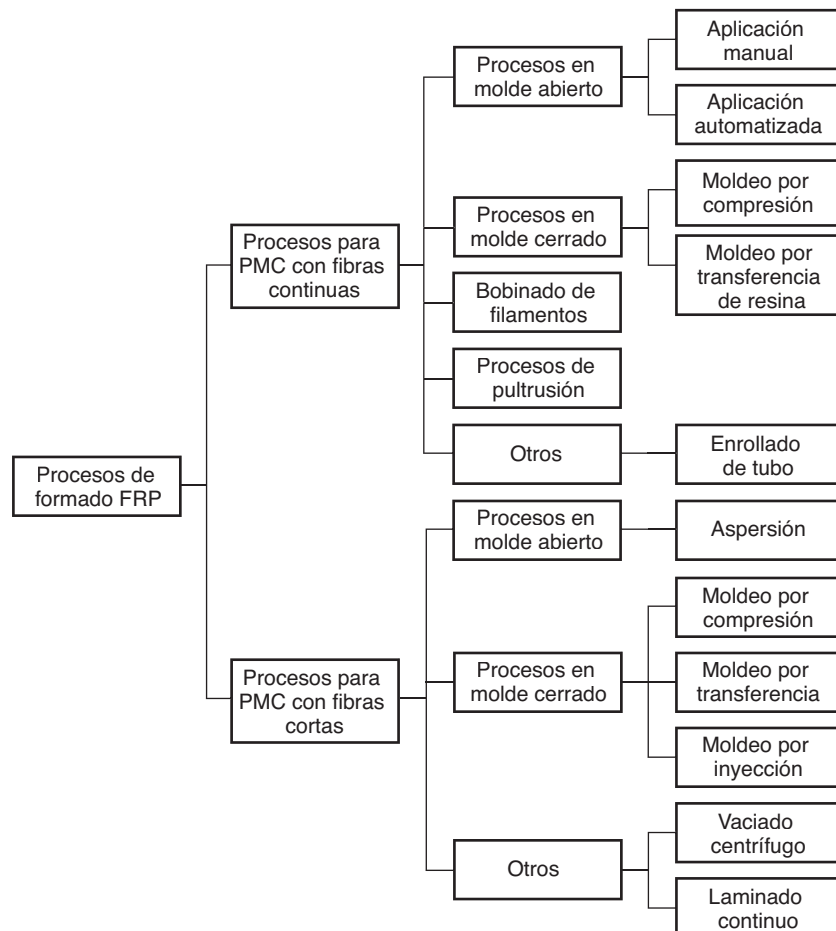 Aplicación
manual
Procesos en
molde abierto
Aplicación
automatizada
Moldeo por
compresión
Procesos para
PMC con fibras
continuas
Procesos en
molde cerrado
Moldeo por
transferencia
de resina
Bobinado de
filamentos
Procesos de
pultrusión
Otros
Enrollado
de tubo
Procesos de
formado FRP
Procesos en
molde abierto
Aspersión
Moldeo por
compresión
Procesos para
PMC con fibras
cortas
Procesos en
molde cerrado
Moldeo por
transferencia
Moldeo por
inyección
Vaciado
centrífugo
Otros
Laminado
continuo